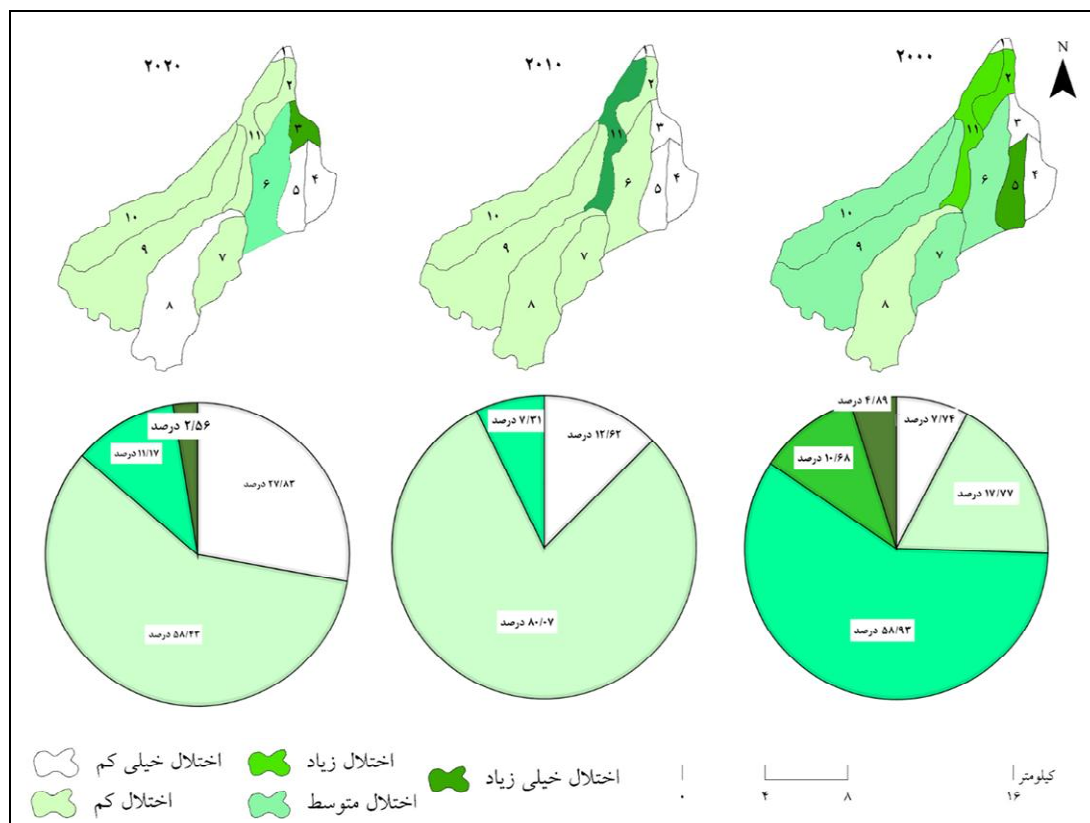 N
۲۰۰۰
۱
۲
۳
۱۱
۴
۵
۶
۱۰
۹
۷
۸
۲۰۱۰
۱
۲
۳
۱۱
۴
۵
۶
۱۰
۹
۷
۸
۲۰۲۰
۱
۲
۳
۱۱
۴
۵
۶
۱۰
۹
۷
۸
۴/۸۹ درصد
۷/۷۴ درصد
۱۰/۶۸ درصد
۱۷/۷۷ درصد
۵۸/۹۳ درصد
۷/۳۱ درصد
۱۲/۶۲ درصد
۸۰/۰۷ درصد
۲/۵۶ درصد
۱۱/۱۷ درصد
۲۷/۸۳ درصد
۵۸/۴۳ درصد
کیلومتر
۰ ۴ ۸ ۱۶
اختلال خیلی زیاد
اختلال زیاد
اختلال متوسط
اختلال خیلی کم
اختلال کم